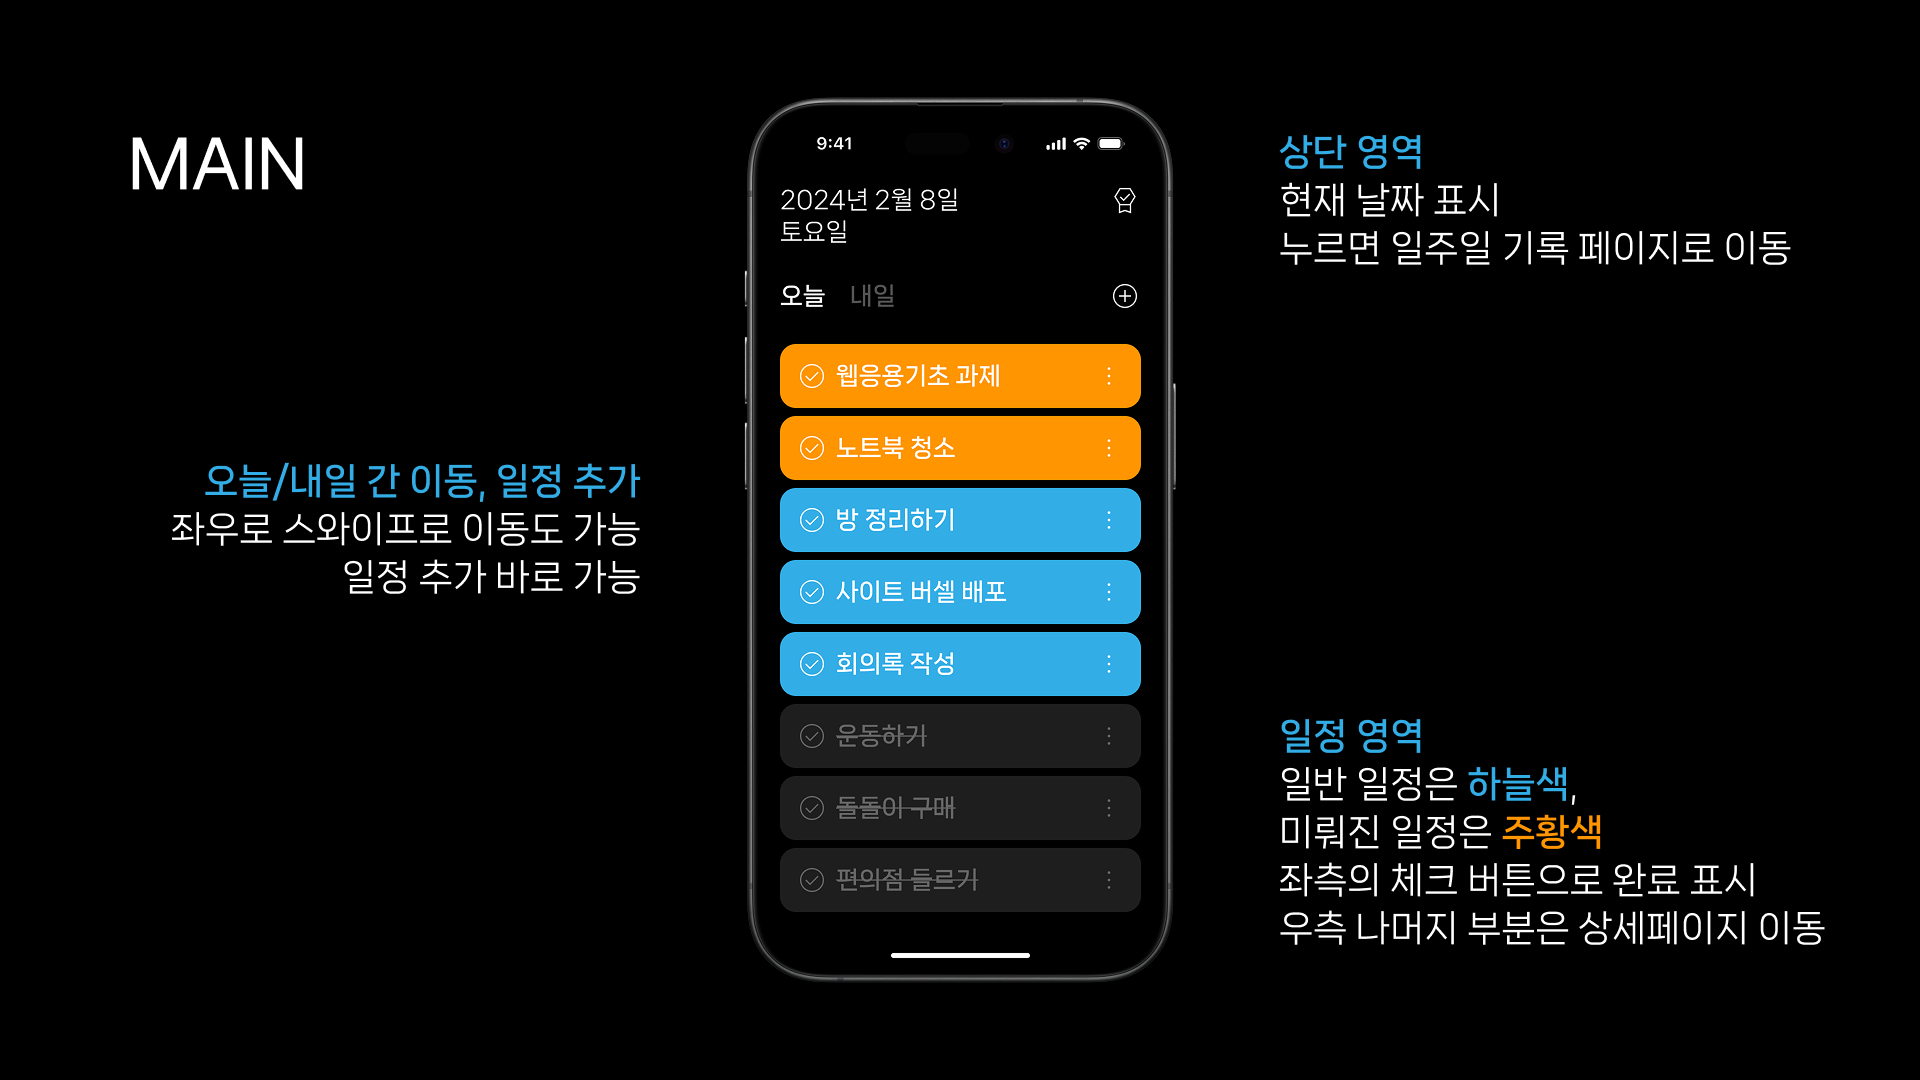 MAIN
오늘/내일 간 이동, 일정 추가
좌우로 스와이프로 이동도 가능
일정 추가 바로 가능
9:41
2024년 2월 8일
토요일
오늘 내일
웹응용기초 과제
노트북 청소
방 정리하기
사이트 버셀 배포
회의록 작성
운동하기
돌돌이 구매
편의점 들르기
상단 영역
현재 날짜 표시
누르면 일주일 기록 페이지로 이동
일정 영역
일반 일정은 하늘색,
미뤄진 일정은 주황색
좌측의 체크 버튼으로 완료 표시
우측 나머지 부분은 상세페이지 이동